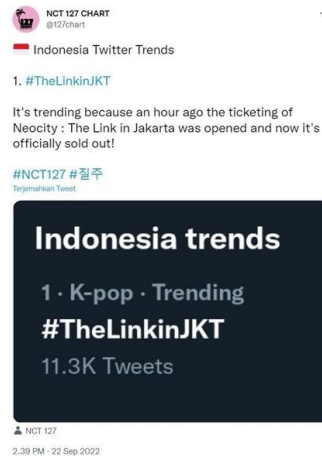 NCT 127 CHART
@127chart
Indonesia Twitter Trends
1. #TheLinkinJKT
It's trending because an hour ago the ticketing of
Neocity : The Link in Jakarta was opened and now it's
officially sold out!
#NCT127 #질주
Terjemahkan Tweet
Indonesia trends
1 · K-pop · Trending
#TheLinkinJKT
11.3K Tweets
NCT 127
2.39 PM · 22 Sep 2022